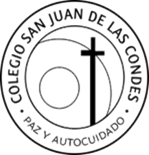 COLEGIO SAN JUAN DE LAS CONDES
• PAZ Y AUTOCUIDADO •